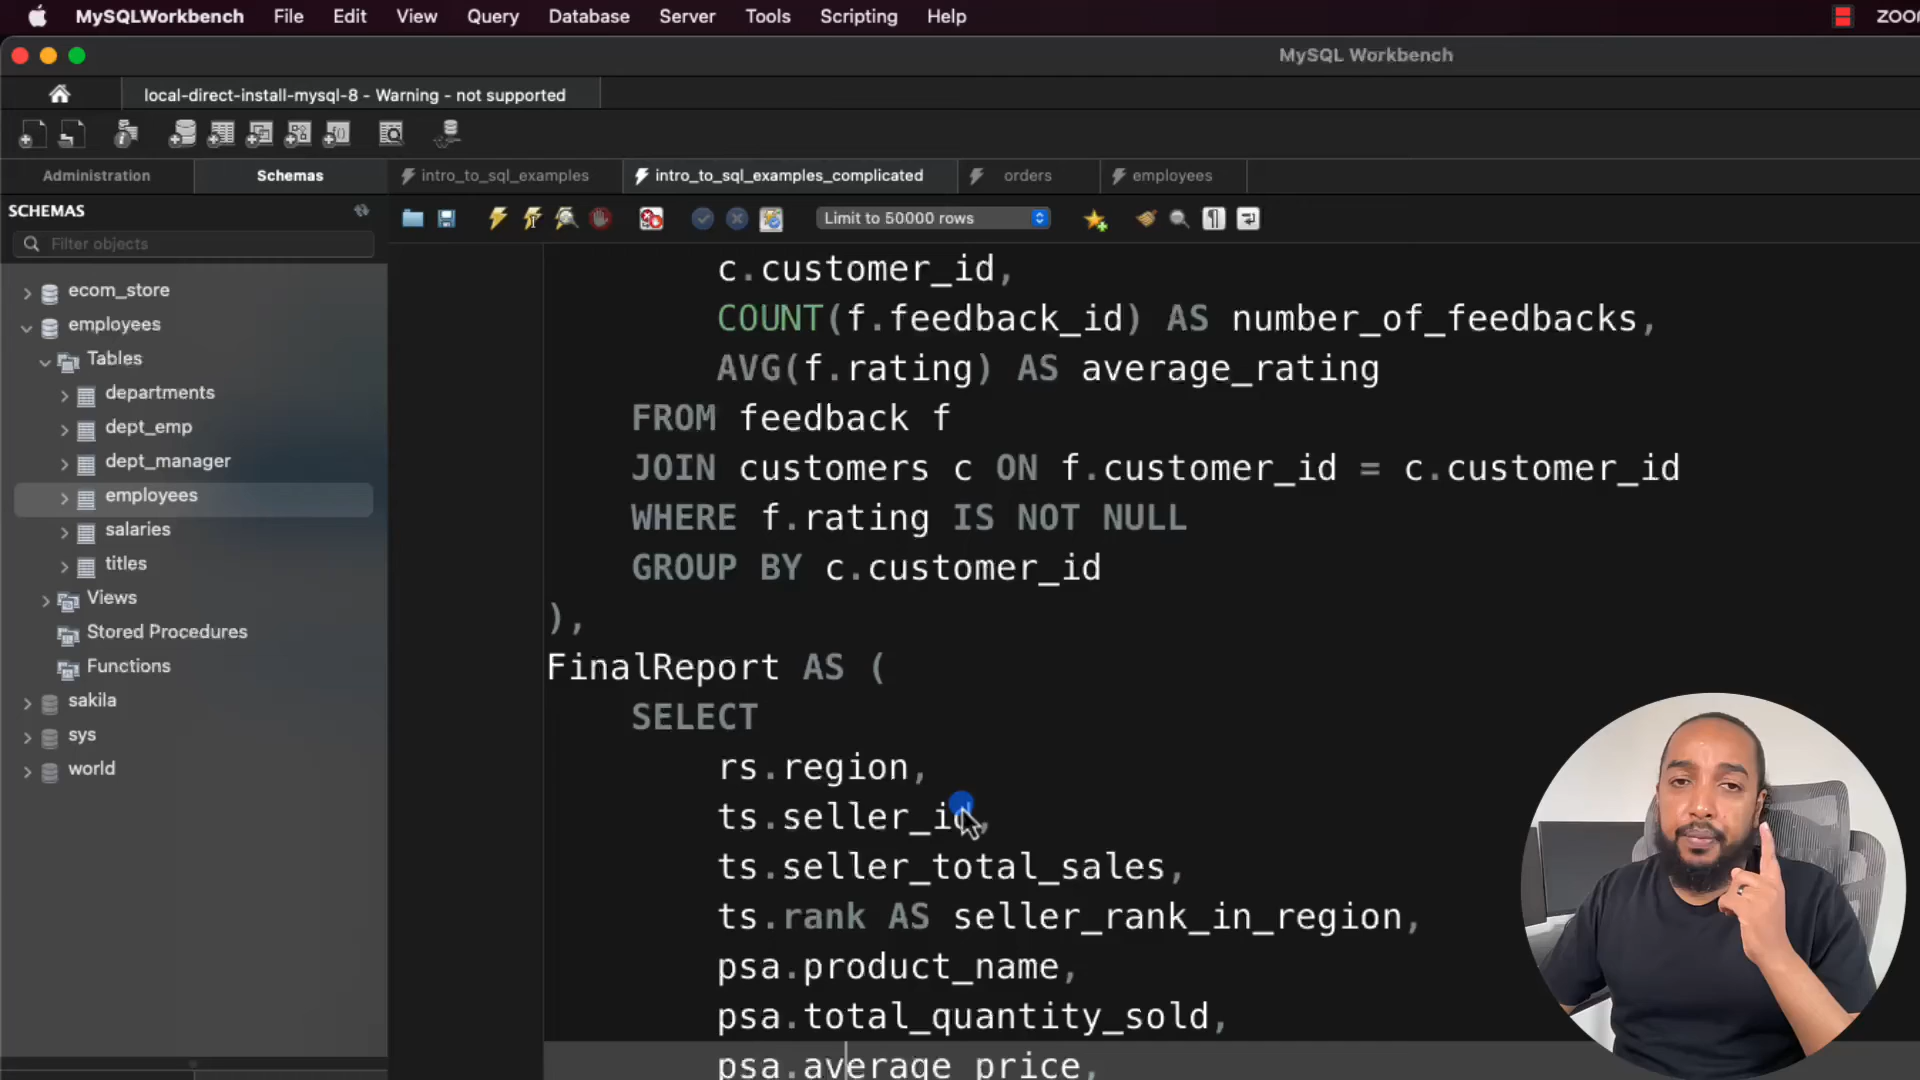 MySQLWorkbench File Edit View Query Database Server Tools Scripting Help
MySQL Workbench
local-direct-install-mysql-8 - Warning - not supported
Administration Schemas intro_to_sql_examples intro_to_sql_examples_complicated orders employees
SCHEMAS
Limit to 50000 rows
Filter objects
ecom_store
employees
Tables
departments
dept_emp
dept_manager
employees
salaries
titles
Views
Stored Procedures
Functions
sakila
sys
world
c.customer_id,
COUNT(f.feedback_id) AS number_of_feedbacks,
AVG(f.rating) AS average_rating
FROM feedback f
JOIN customers c ON f.customer_id = c.customer_id
WHERE f.rating IS NOT NULL
GROUP BY c.customer_id
),
FinalReport AS (
SELECT
rs.region,
ts.seller_id,
ts.seller_total_sales,
ts.rank AS seller_rank_in_region,
psa.product_name,
psa.total_quantity_sold,
psa.average_price,